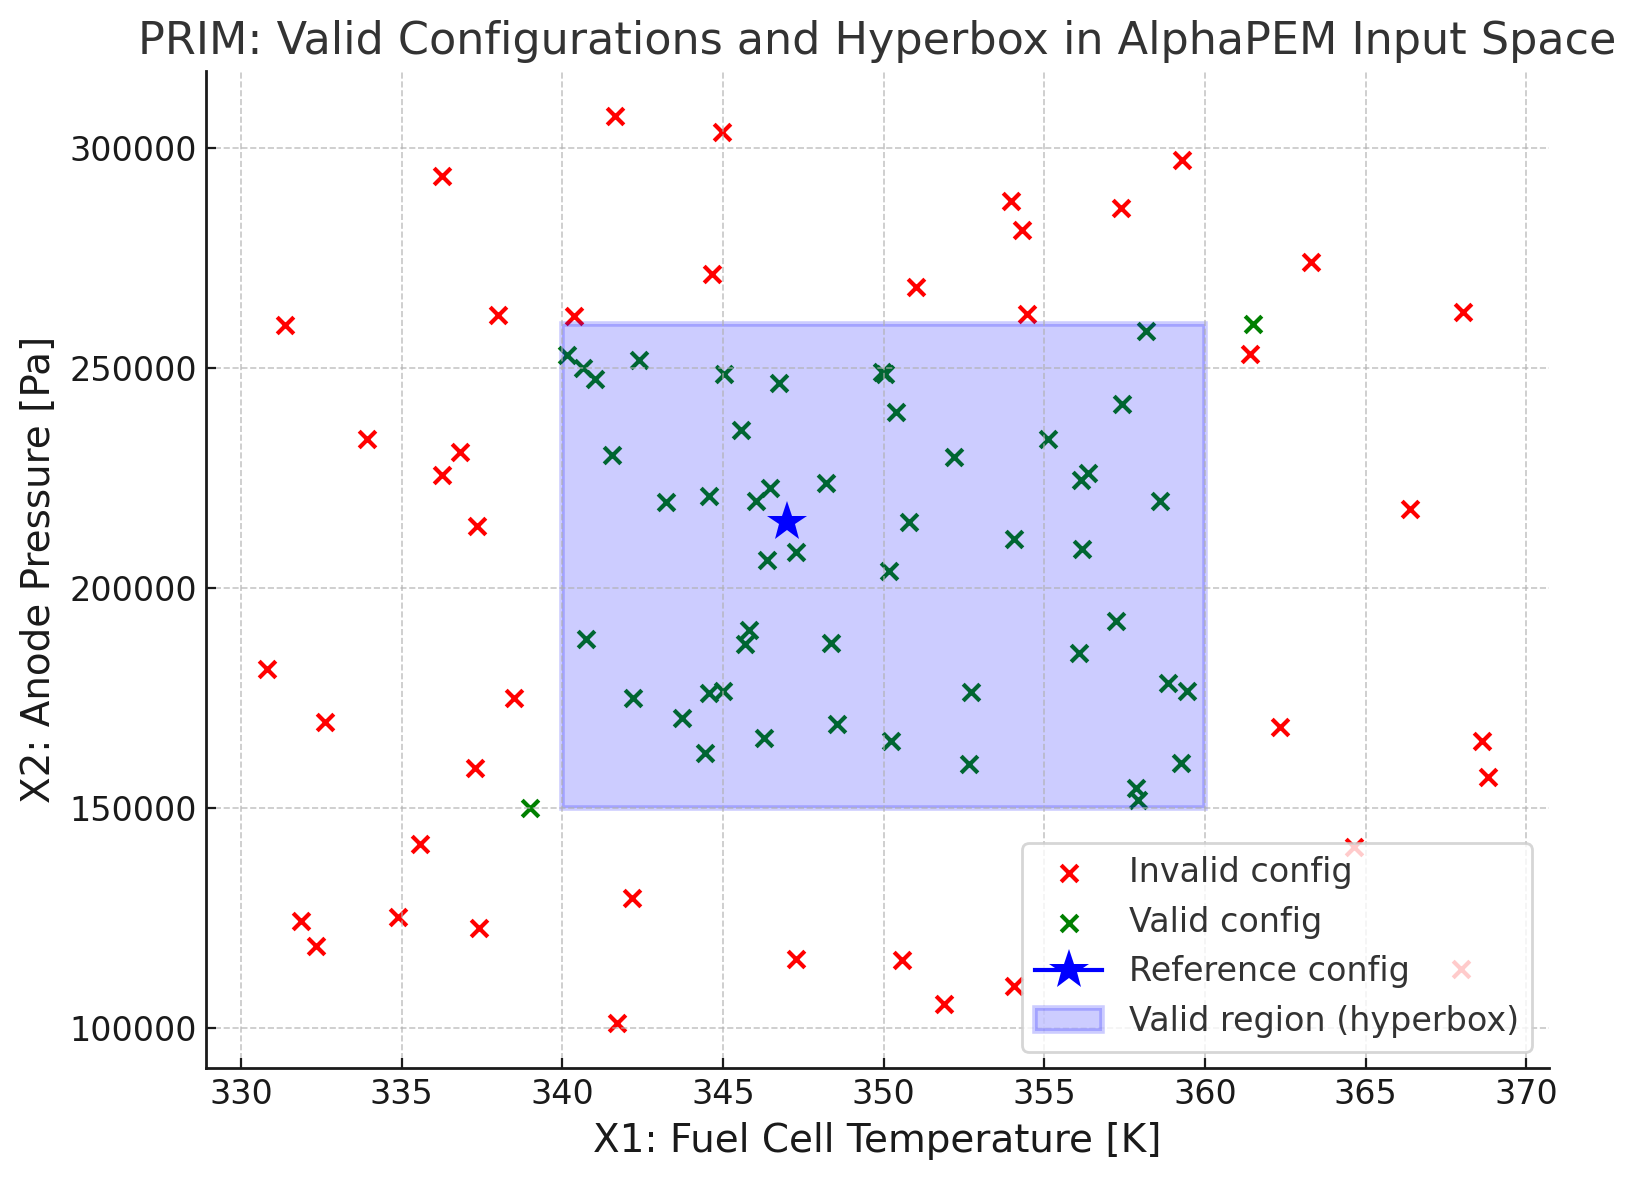 PRIM: Valid Configurations and Hyperbox in AlphaPEM Input Space
X2: Anode Pressure [Pa]
300000
250000
200000
150000
100000
330 335 340 345 350 355 360 365 370
X1: Fuel Cell Temperature [K]
Invalid config
Valid config
Reference config
Valid region (hyperbox)